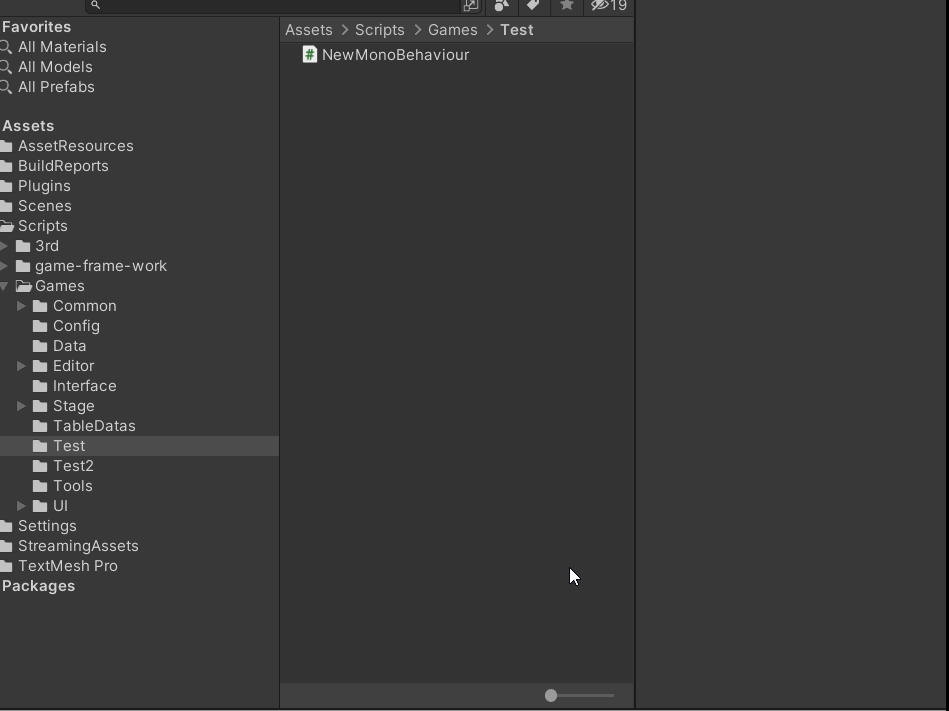 19
Favorites
All Materials
All Models
All Prefabs
Assets
AssetResources
BuildReports
Plugins
Scenes
Scripts
3rd
game-frame-work
Games
Common
Config
Data
Editor
Interface
Stage
TableDatas
Test
Test2
Tools
UI
Settings
StreamingAssets
TextMesh Pro
Packages
Assets > Scripts > Games > Test
# NewMonoBehaviour